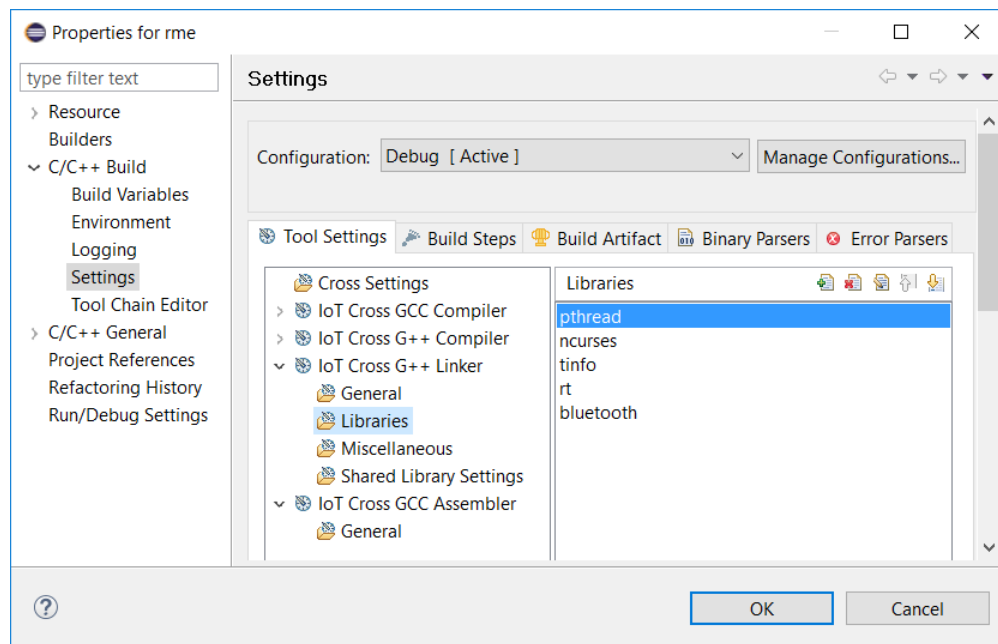 Properties for rme
type filter text
Resource
Builders
C/C++ Build
Build Variables
Environment
Logging
Settings
Tool Chain Editor
C/C++ General
Project References
Refactoring History
Run/Debug Settings
Settings
Configuration: Debug [ Active ] Manage Configurations...
Tool Settings Build Steps Build Artifact Binary Parsers Error Parsers
Cross Settings
IoT Cross GCC Compiler
IoT Cross G++ Compiler
IoT Cross G++ Linker
General
Libraries
Miscellaneous
Shared Library Settings
IoT Cross GCC Assembler
General
Libraries
pthread
ncurses
tinfo
rt
bluetooth
OK Cancel